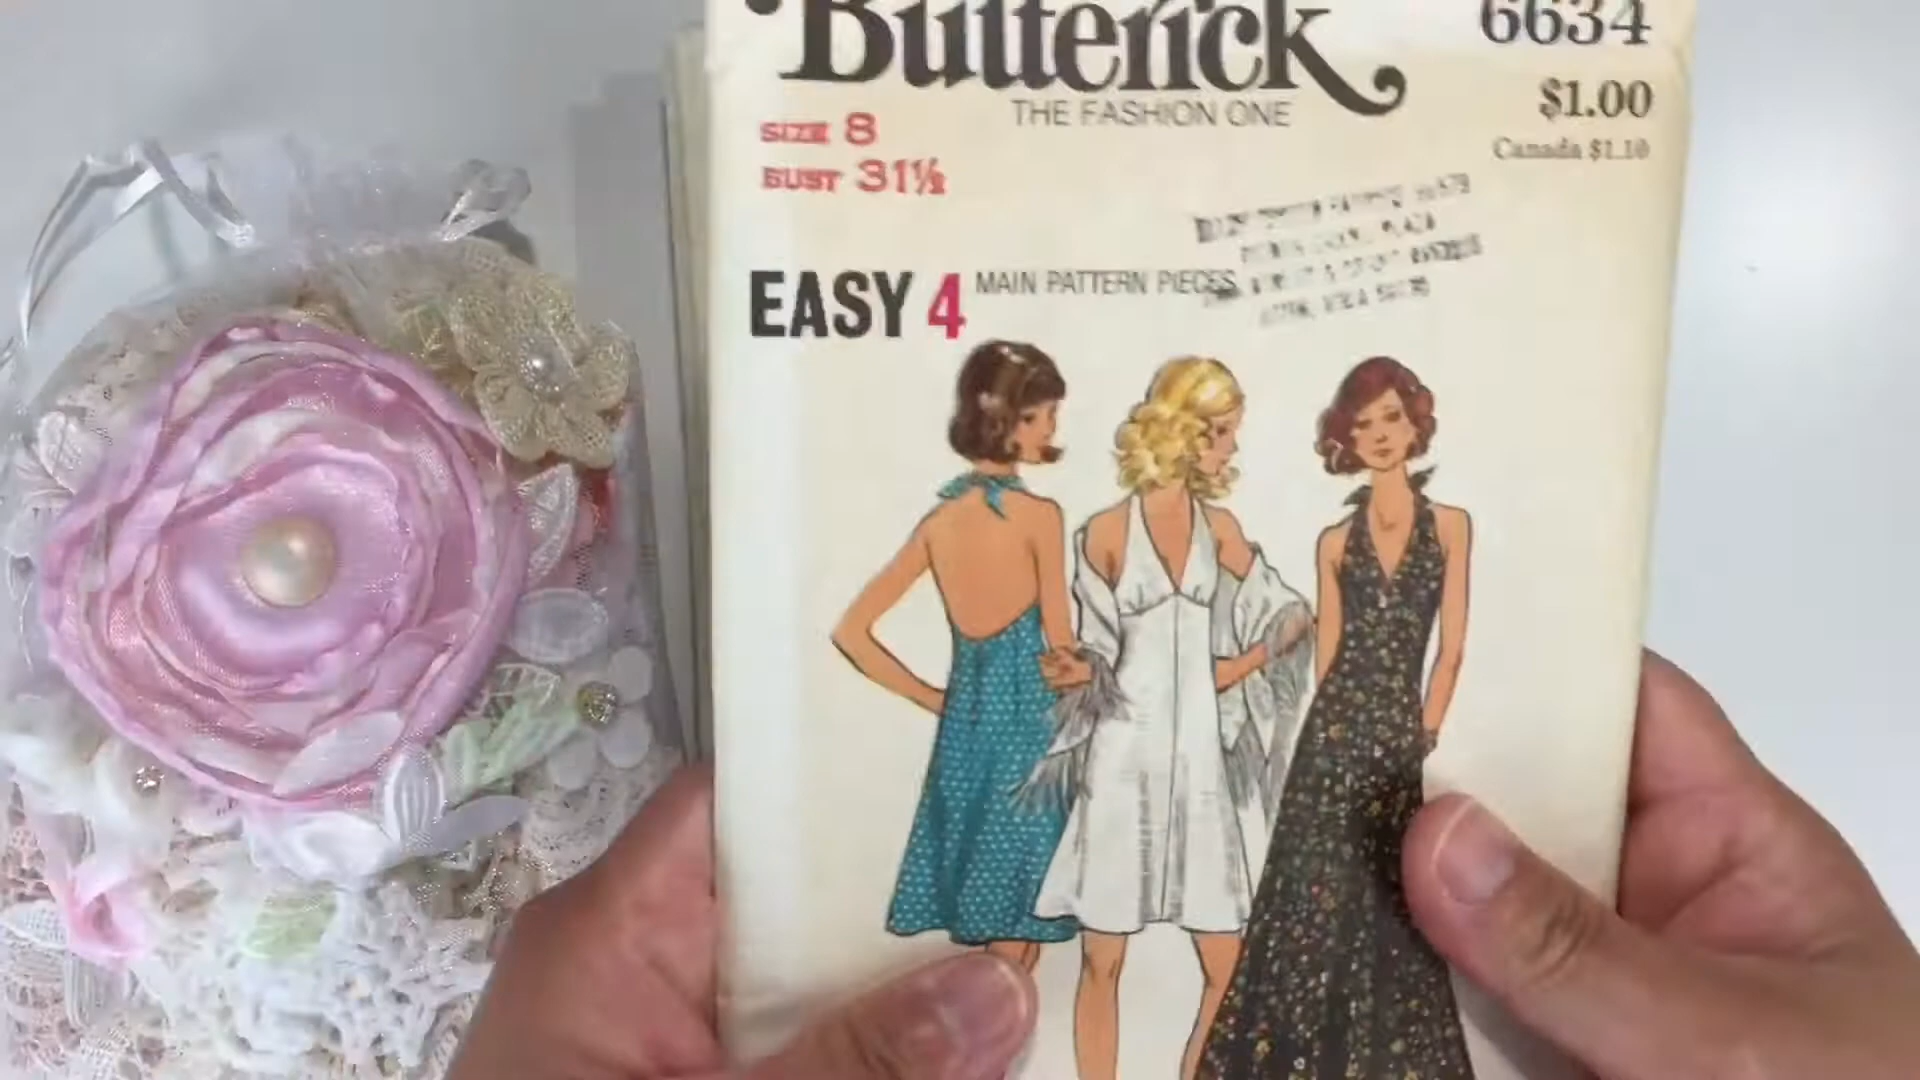 Butterick
6634
THE FASHION ONE
$1.00
Canada $1.10
SIZE 8
BUST 31½
EASY 4 MAIN PATTERN PIECES